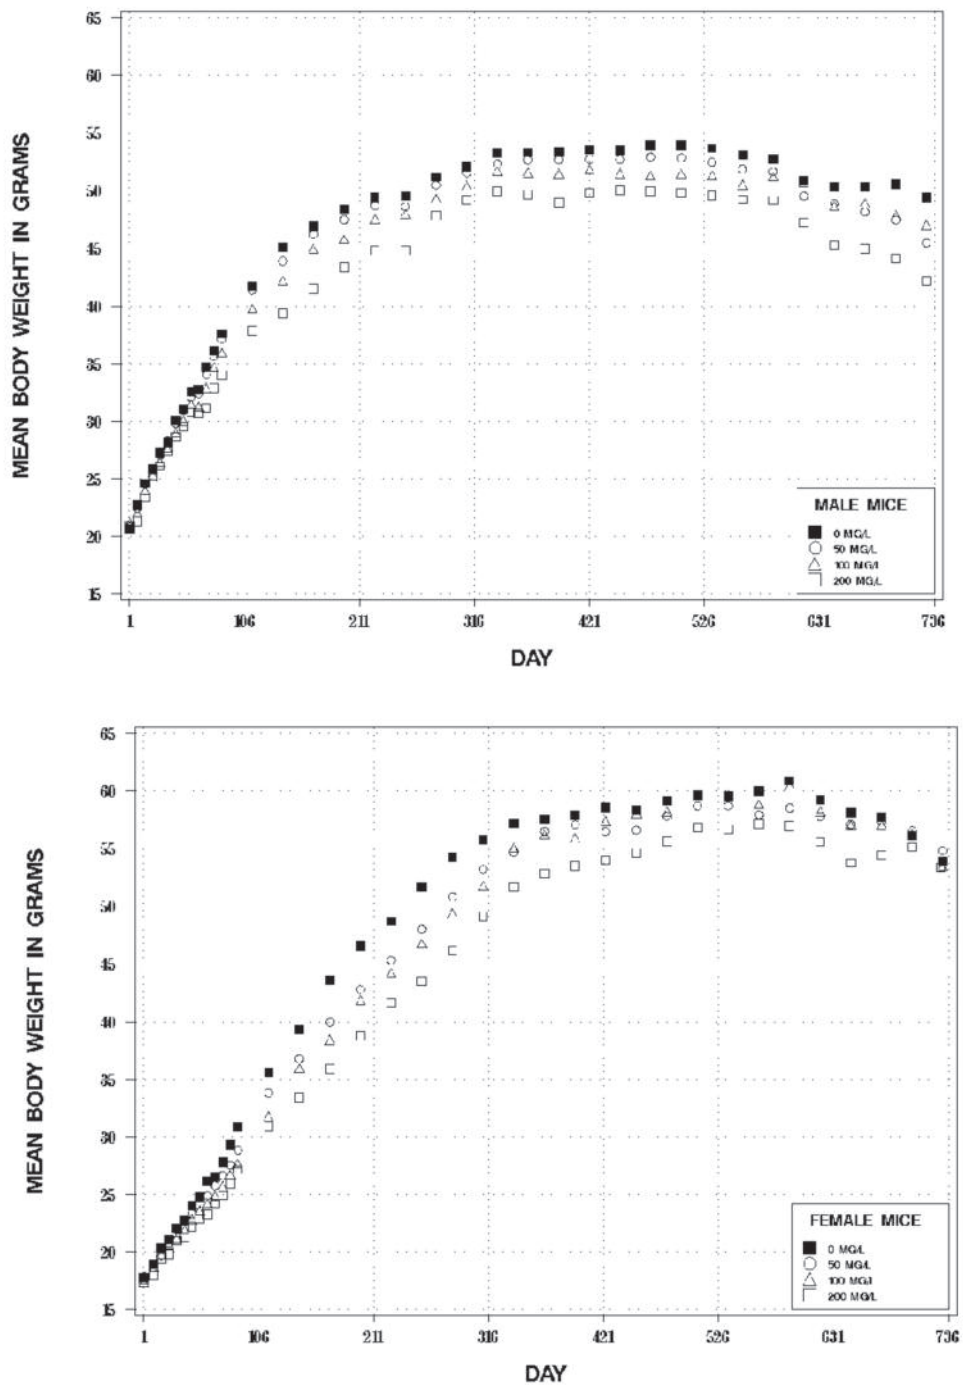 65
60
55
50
45
40
35
30
25
20
15
MEAN BODY WEIGHT IN GRAMS
MALE MICE
0 MG/L
50 MG/L
100 MG/L
200 MG/L
1 106 211 316 421 526 631 736
DAY
65
60
55
50
45
40
35
30
25
20
15
MEAN BODY WEIGHT IN GRAMS
FEMALE MICE
0 MG/L
50 MG/L
100 MG/L
200 MG/L
1 106 211 316 421 526 631 736
DAY